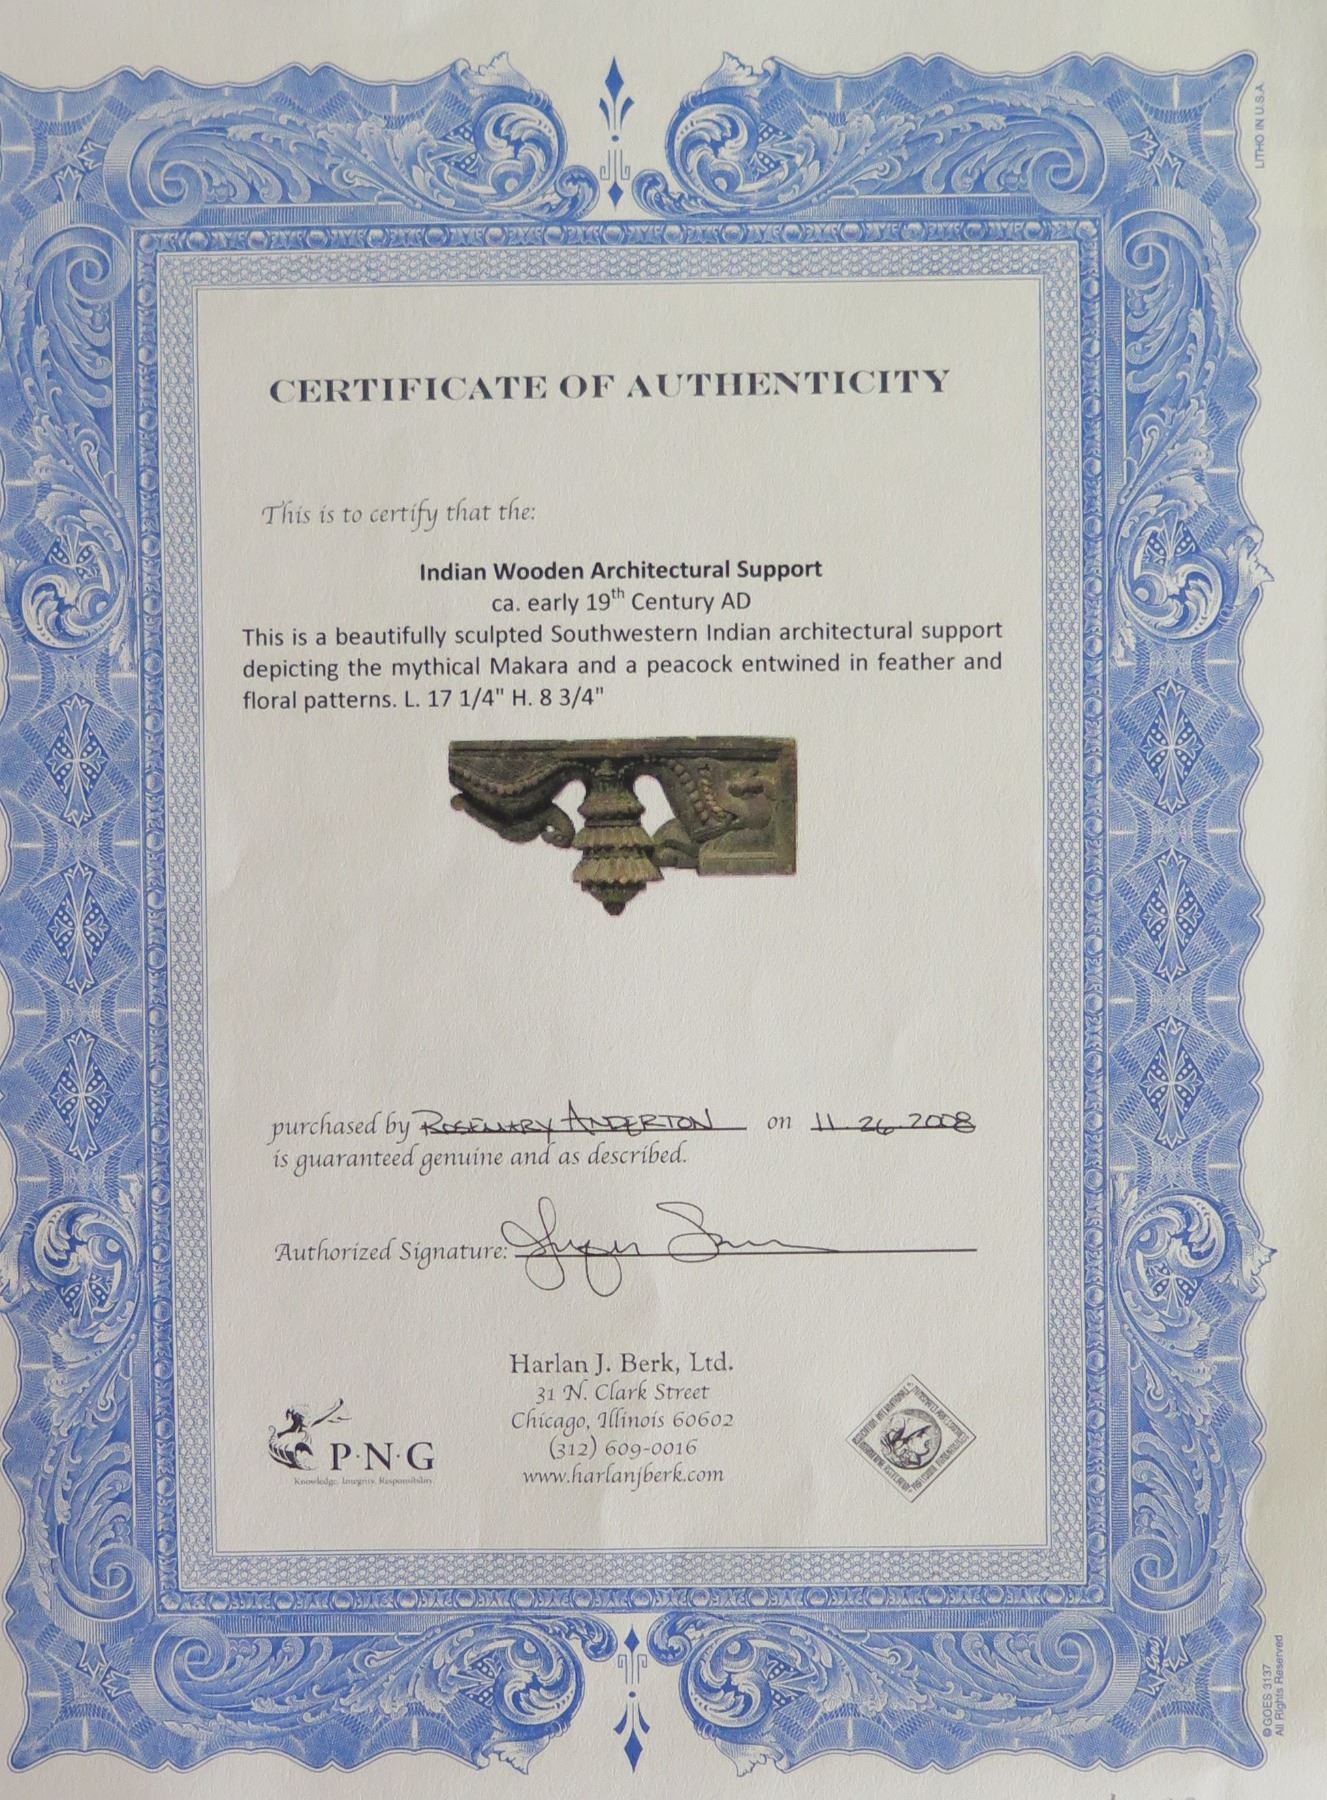 LITHO IN U.S.A
CERTIFICATE OF AUTHENTICITY
This is to certify that the:
Indian Wooden Architectural Support
ca. early 19th Century AD
This is a beautifully sculpted Southwestern Indian architectural support
depicting the mythical Makara and a peacock entwined in feather and
floral patterns. L. 17 1/4" H. 8 3/4"
purchased by ROSEMARY ANDERTON on 11 26 2008
is guaranteed genuine and as described.
Authorized Signature:
Harlan J. Berk, Ltd.
31 N. Clark Street
Chicago, Illinois 60602
(312) 609-0016
www.harlanjberk.com
P·N·G
Knowledge, Integrity, Responsibility
Goes
© GOES 3137
All Rights Reserved